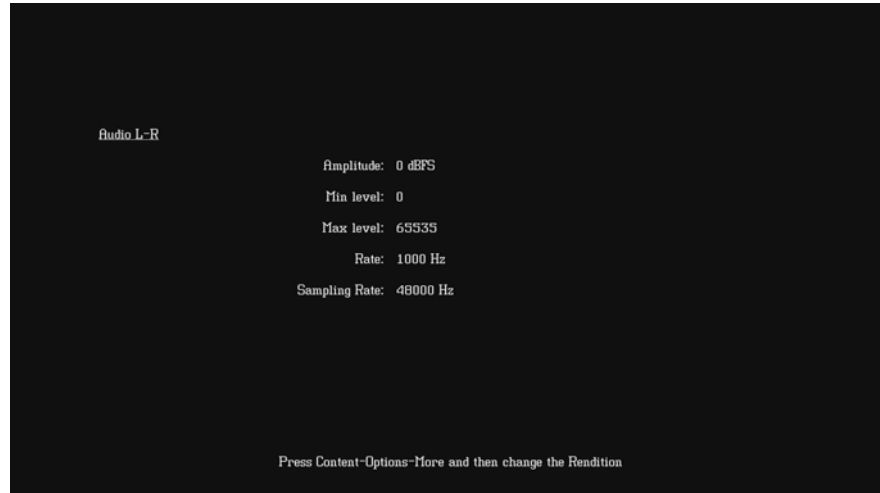 Audio L-R
Amplitude: 0 dBFS
Min level: 0
Max level: 65535
Rate: 1000 Hz
Sampling Rate: 48000 Hz
Press Content-Options-More and then change the Rendition